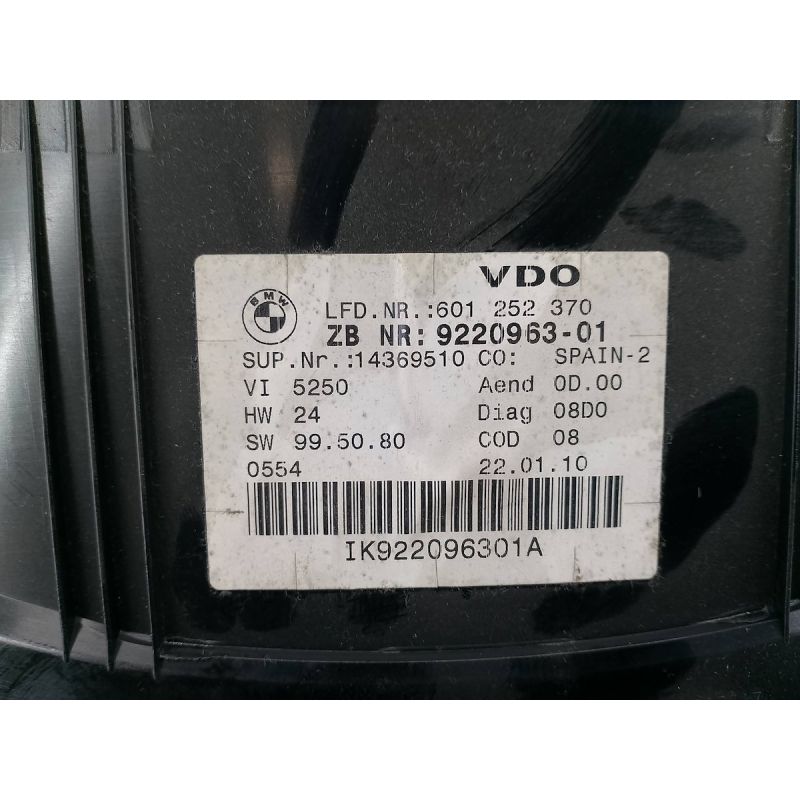 VDO
BMW
LFD.NR.:601 252 370
ZB NR: 9220963-01
SUP.Nr.:14369510 CO: SPAIN-2
VI 5250 Aend 0D.00
HW 24 Diag 08D0
SW 99.50.80 COD 08
0554 22.01.10
IK922096301A